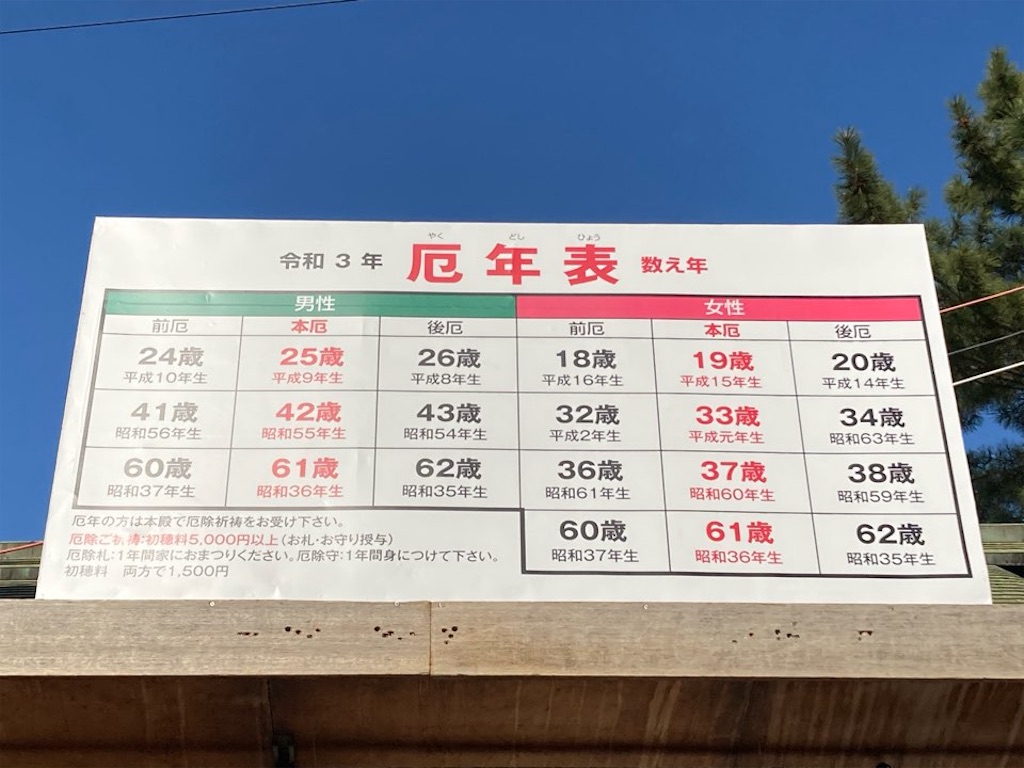 やく どし ひょう
令和 3 年 厄年表 数え年
男性 女性
前厄 本厄 後厄 前厄 本厄 後厄
24歳 25歳 26歳 18歳 19歳 20歳
平成10年生 平成9年生 平成8年生 平成16年生 平成15年生 平成14年生
41歳 42歳 43歳 32歳 33歳 34歳
昭和56年生 昭和55年生 昭和54年生 平成2年生 平成元年生 昭和63年生
60歳 61歳 62歳 36歳 37歳 38歳
昭和37年生 昭和36年生 昭和35年生 昭和61年生 昭和60年生 昭和59年生
60歳 61歳 62歳
昭和37年生 昭和36年生 昭和35年生
厄年の方は本殿で厄除祈祷をお受け下さい。
厄除ご祈祷:初穂料5,000円以上(お札・お守り授与)
厄除札:1年間家におまつりください。厄除守:1年間身につけて下さい。
初穂料 両方で1,500円